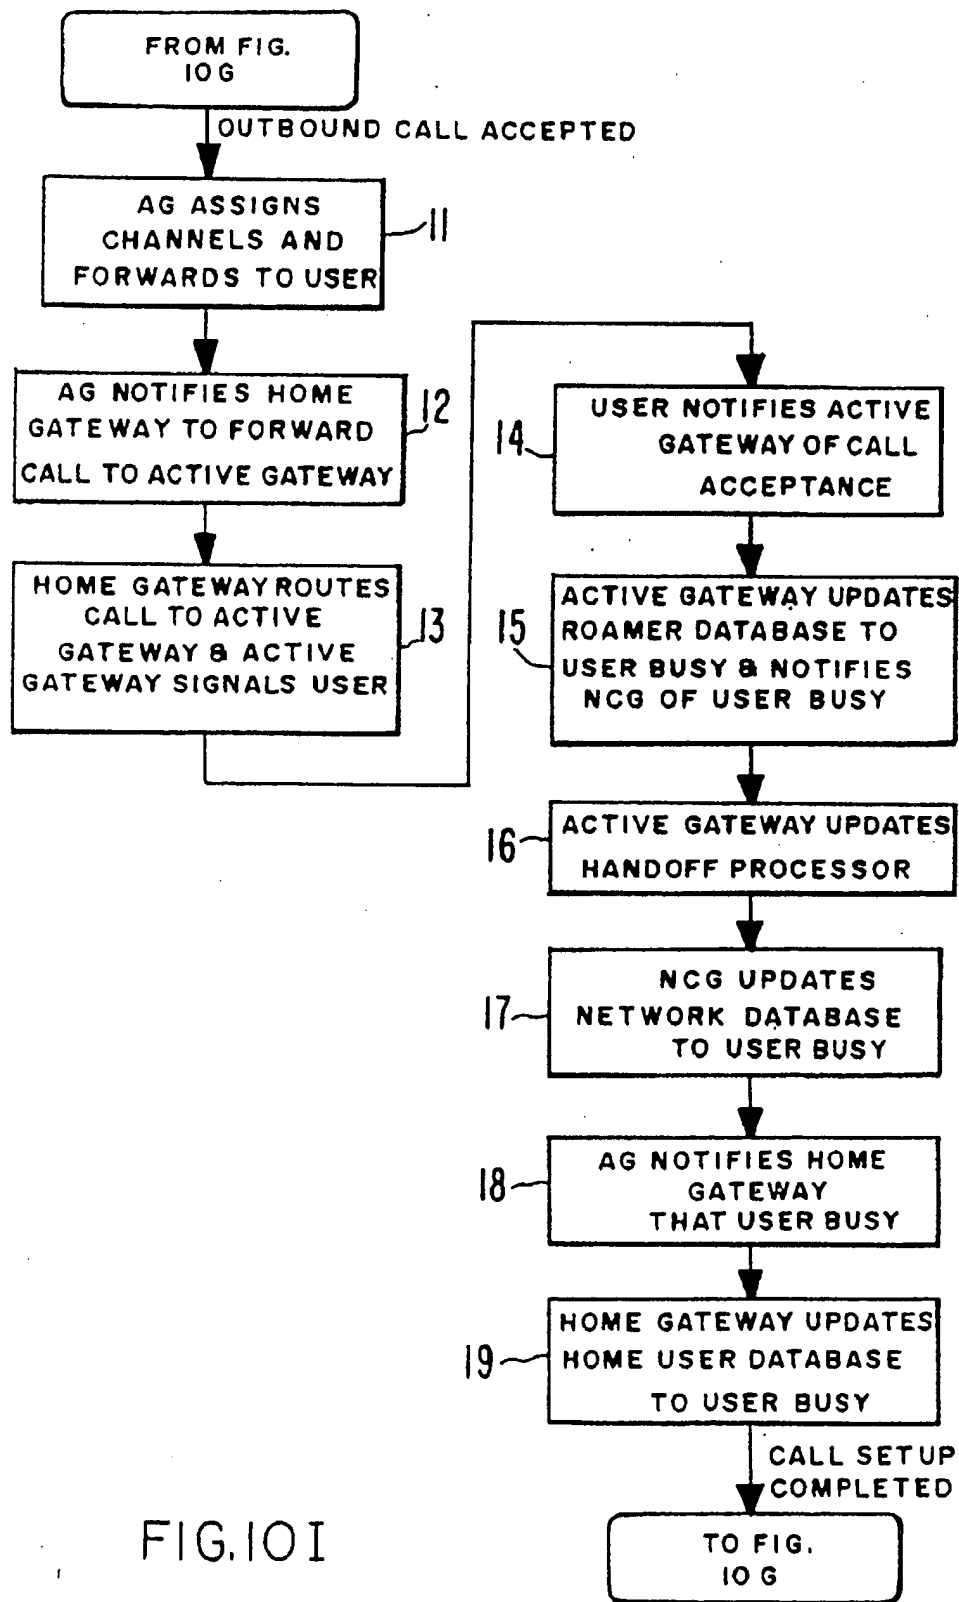 FROM FIG.
10G
OUTBOUND CALL ACCEPTED
AG ASSIGNS
CHANNELS AND
FORWARDS TO USER
11
AG NOTIFIES HOME
GATEWAY TO FORWARD
CALL TO ACTIVE GATEWAY
12
HOME GATEWAY ROUTES
CALL TO ACTIVE
GATEWAY & ACTIVE
GATEWAY SIGNALS USER
13
USER NOTIFIES ACTIVE
GATEWAY OF CALL
ACCEPTANCE
14
ACTIVE GATEWAY UPDATES
ROAMER DATABASE TO
USER BUSY & NOTIFIES
NCG OF USER BUSY
15
ACTIVE GATEWAY UPDATES
HANDOFF PROCESSOR
16
NCG UPDATES
NETWORK DATABASE
TO USER BUSY
17
AG NOTIFIES HOME
GATEWAY
THAT USER BUSY
18
HOME GATEWAY UPDATES
HOME USER DATABASE
TO USER BUSY
19
CALL SETUP
COMPLETED
TO FIG.
10G
FIG.10I